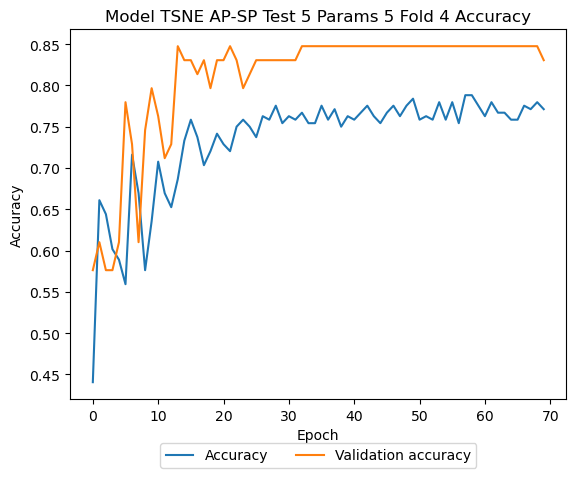 Model TSNE AP-SP Test 5 Params 5 Fold 4 Accuracy
0.85
0.80
0.75
0.70
0.65
0.60
0.55
0.50
0.45
Accuracy
0 10 20 30 40 50 60 70
Epoch
Accuracy Validation accuracy